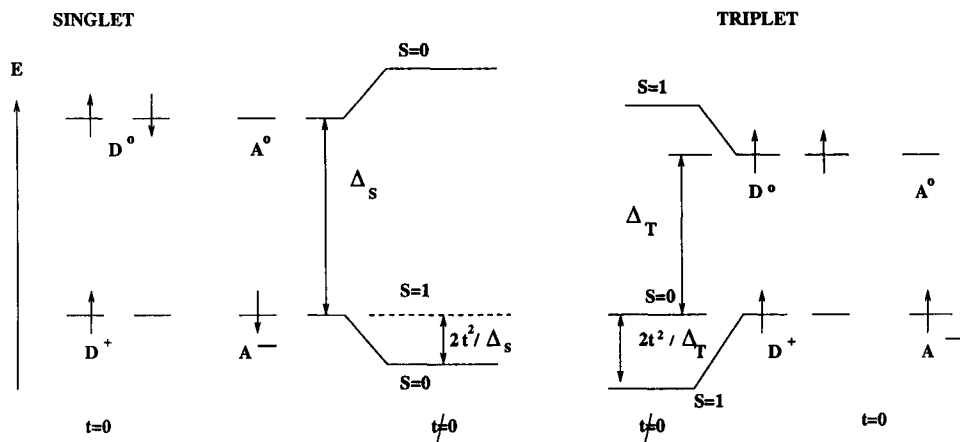 SINGLET
TRIPLET
E
S=0
S=1
D°
A°
Δ_S
D°
A°
Δ_T
S=1
S=0
D⁺
A⁻
2t²/Δ_S
2t²/Δ_T
D⁺
A⁻
S=0
S=1
t=0
t≠0
t≠0
t=0